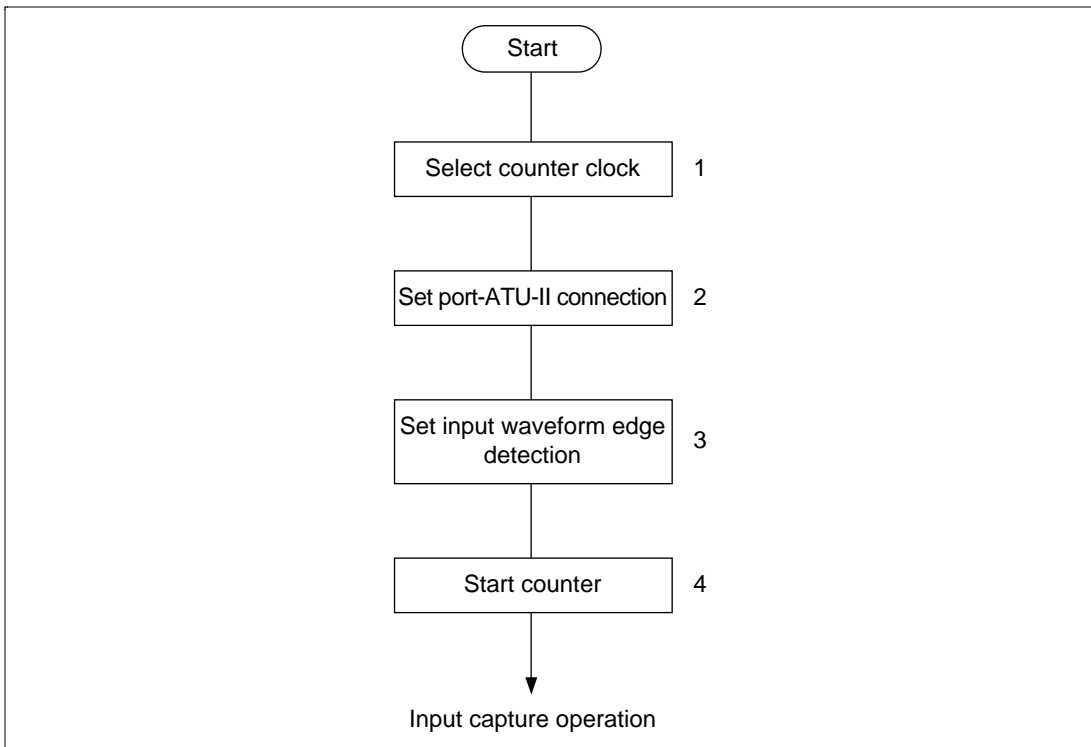 Start
Select counter clock 1
Set port-ATU-II connection 2
Set input waveform edge
detection 3
Start counter 4
Input capture operation